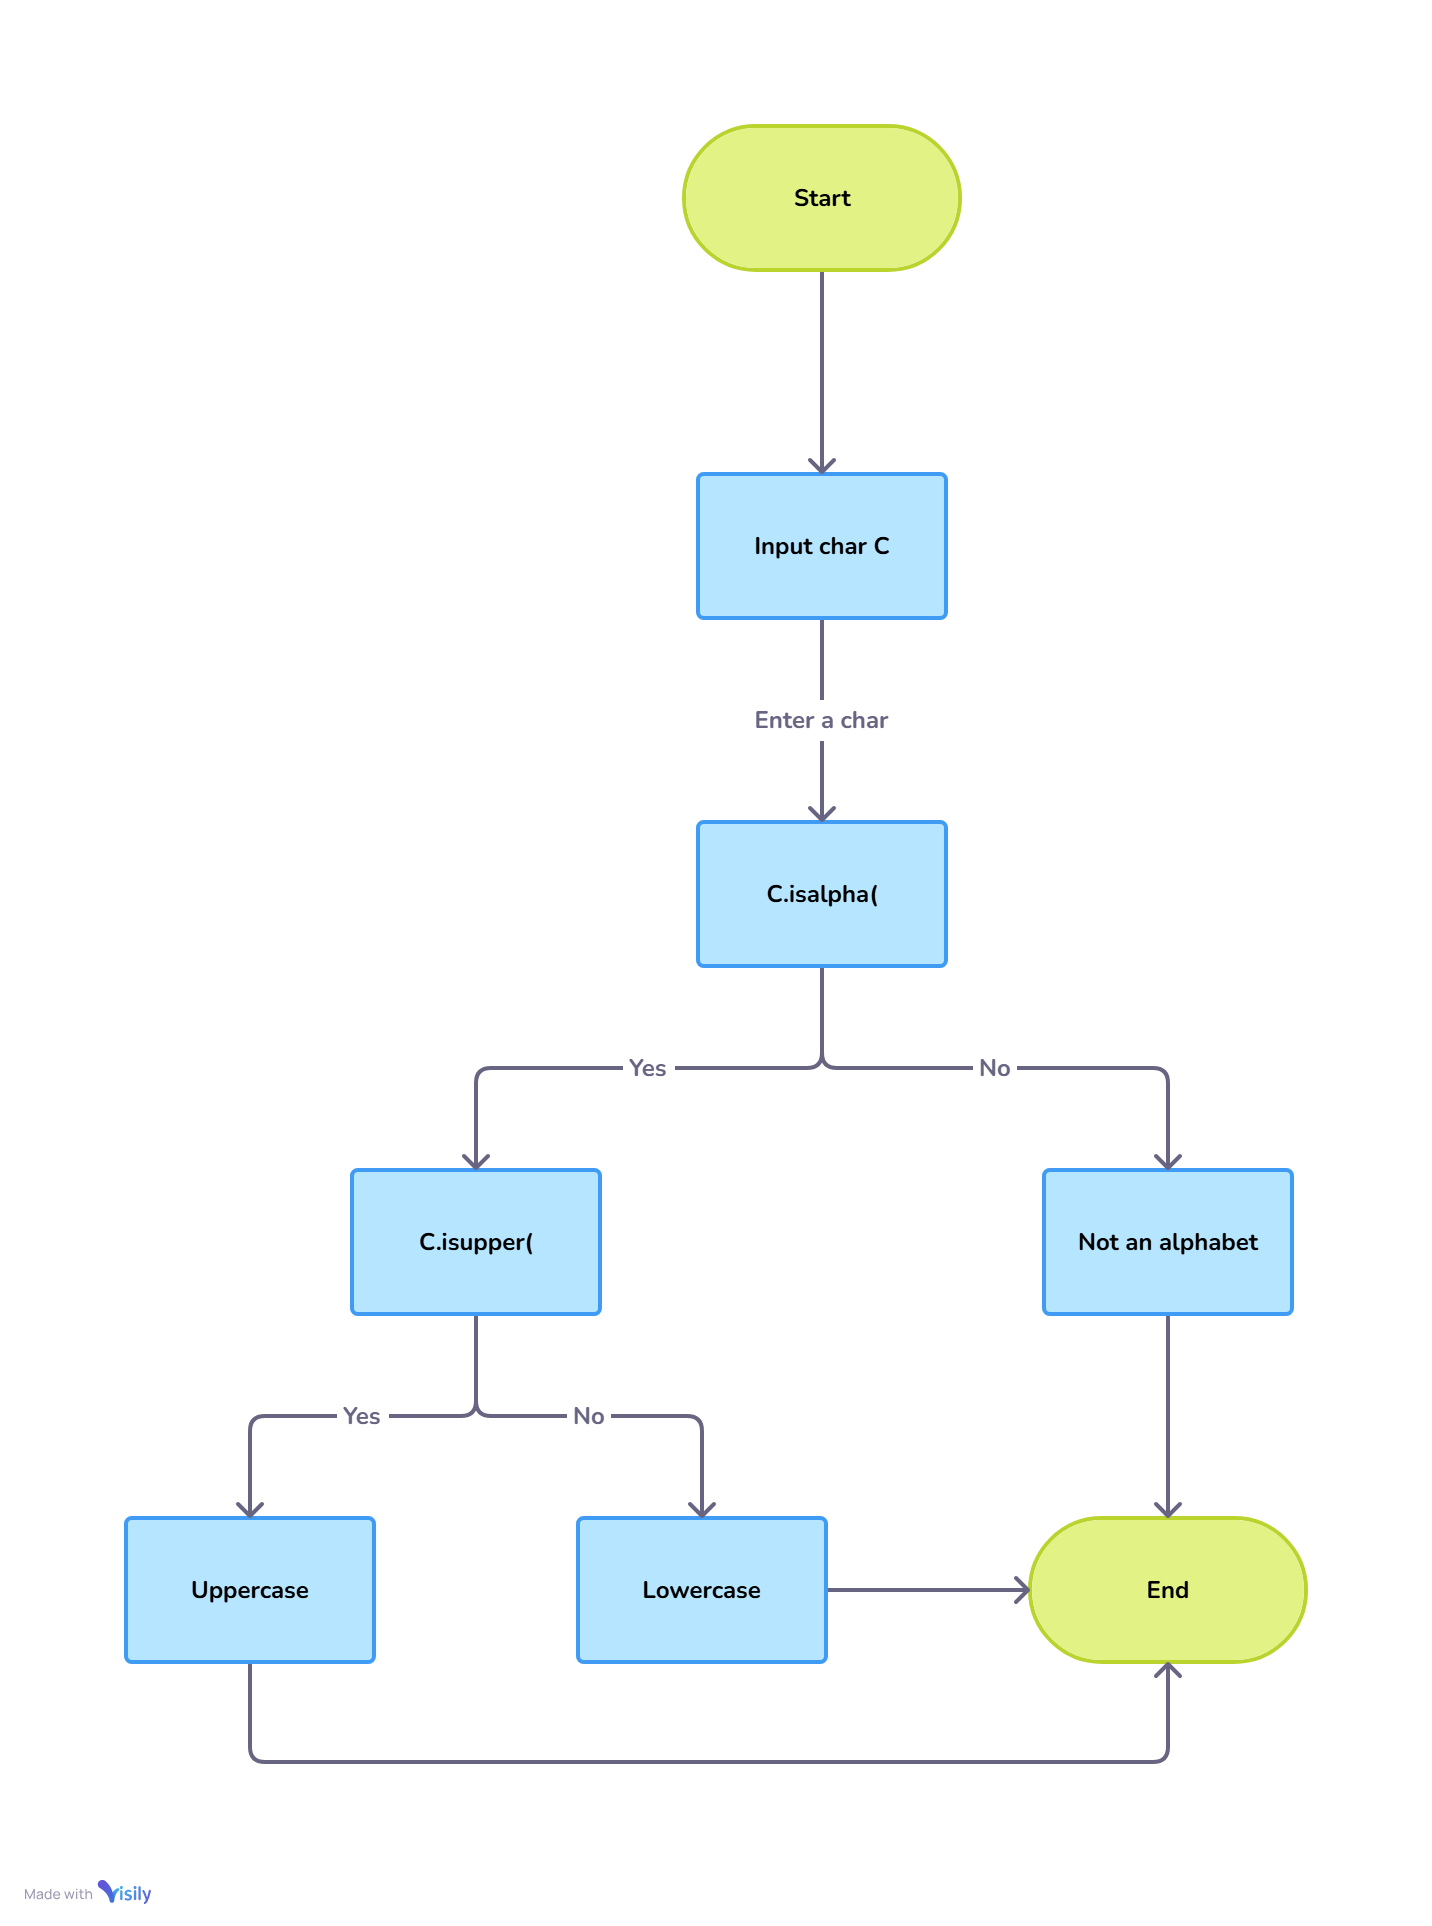 Start
Input char C
Enter a char
C.isalpha(
Yes
No
C.isupper(
Not an alphabet
Yes
No
Uppercase
Lowercase
End
Made with Visily